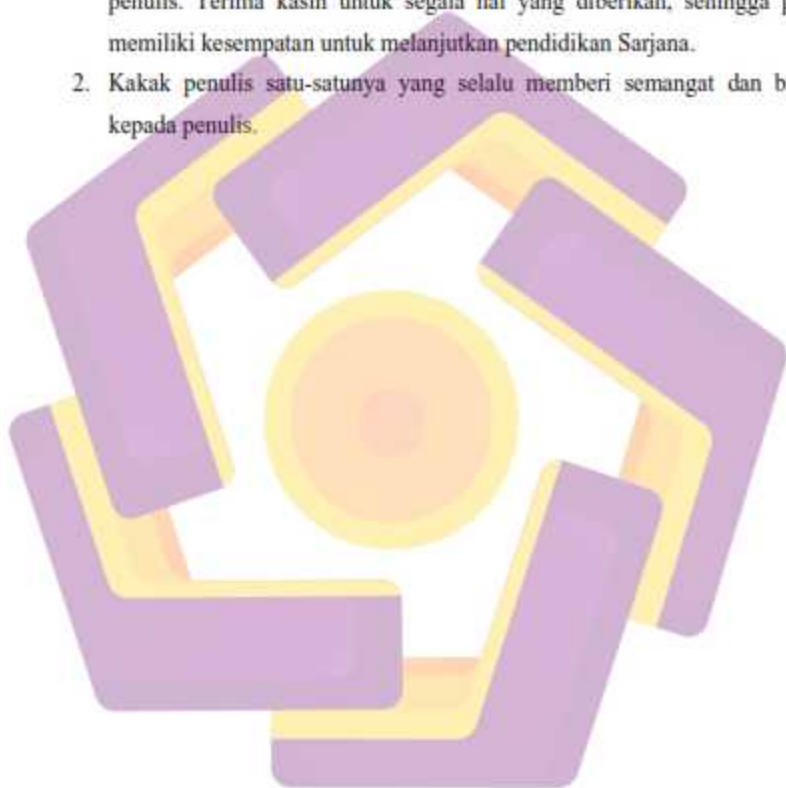 penulis. Terima kasih untuk segala hal yang diberikan, sehingga p
memiliki kesempatan untuk melanjutkan pendidikan Sarjana.
2. Kakak penulis satu-satunya yang selalu memberi semangat dan b
kepada penulis.